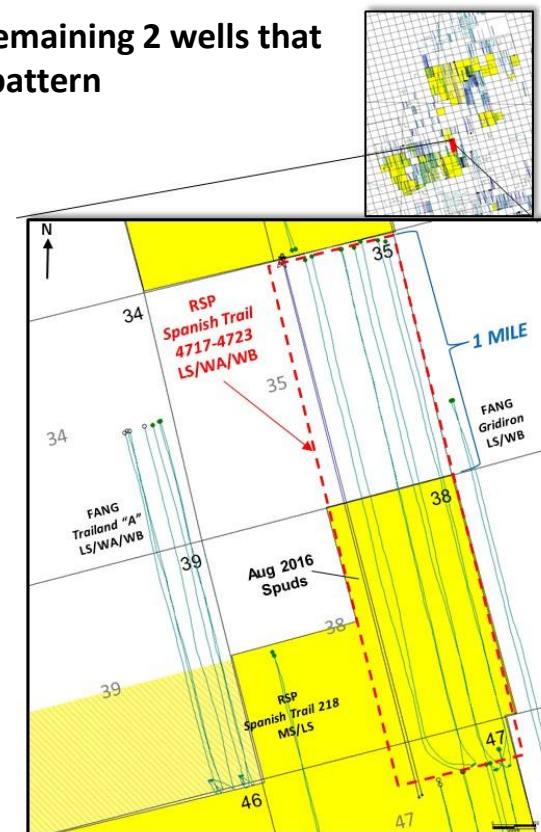 emaining 2 wells that
pattern
N
35
34
RSP
Spanish Trail
4717-4723
LS/WA/WB
1 MILE
35
34
FANG
Gridiron
LS/WB
FANG
Trailand "A"
LS/WA/WB
38
39
Aug 2016
Spuds
38
39
RSP
Spanish Trail 218
MS/LS
47
46
47